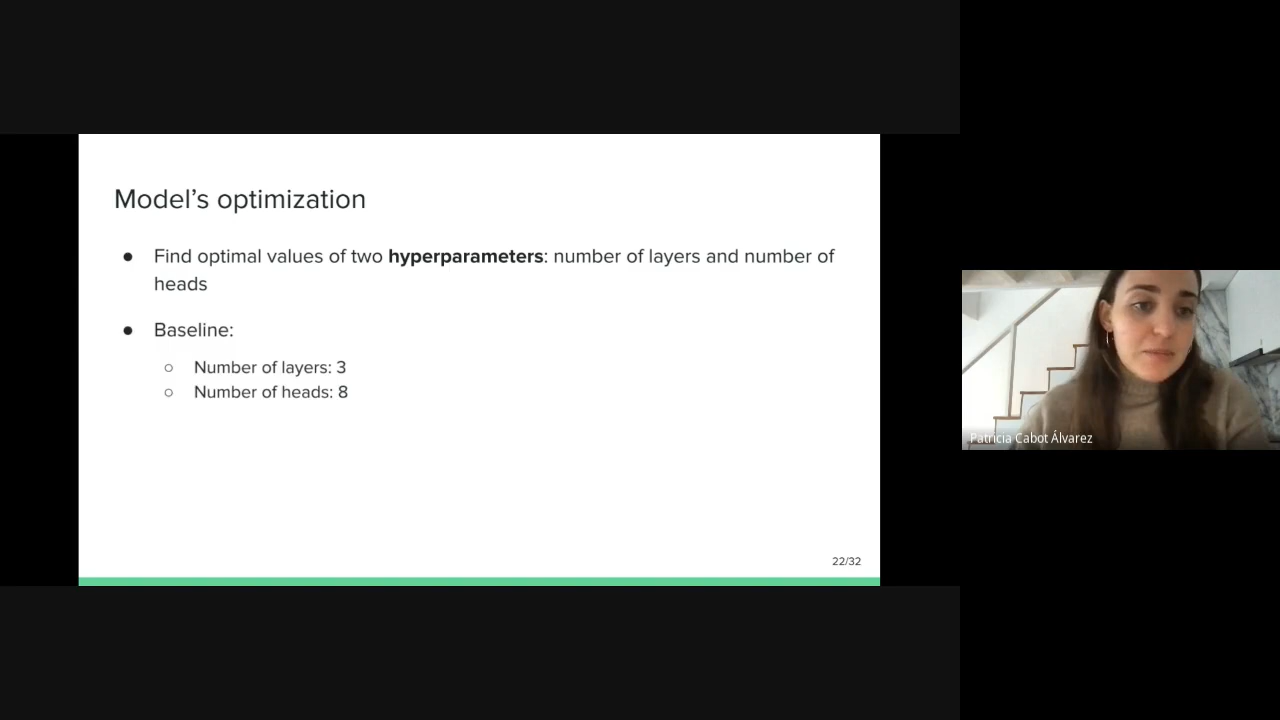 Model’s optimization
● Find optimal values of two hyperparameters: number of layers and number of
heads
● Baseline:
○ Number of layers: 3
○ Number of heads: 8
22/32
Patricia Cabot Álvarez